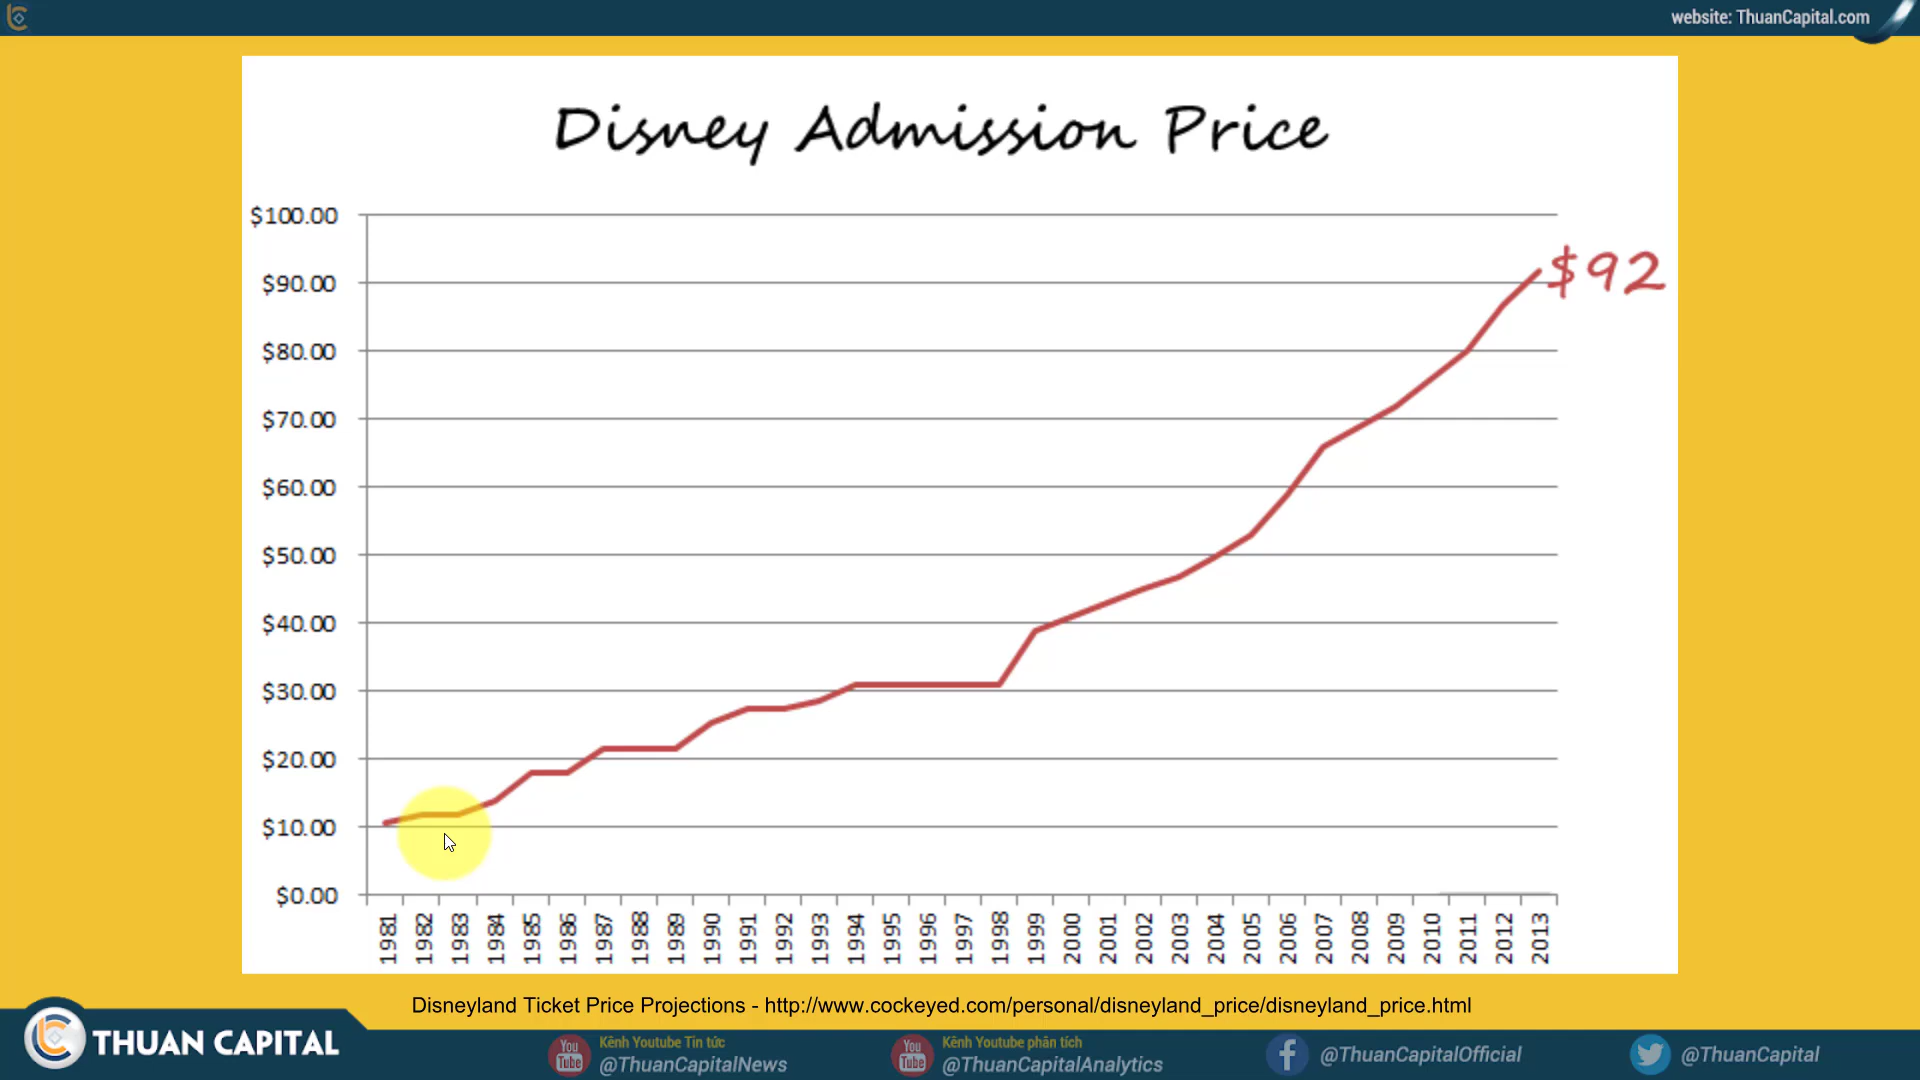 website: ThuanCapital.com
Disney Admission Price
$100.00
$90.00
$80.00
$70.00
$60.00
$50.00
$40.00
$30.00
$20.00
$10.00
$0.00
$92
1981 1982 1983 1984 1985 1986 1987 1988 1989 1990 1991 1992 1993 1994 1995 1996 1997 1998 1999 2000 2001 2002 2003 2004 2005 2006 2007 2008 2009 2010 2011 2012 2013
Disneyland Ticket Price Projections - http://www.cockeyed.com/personal/disneyland_price/disneyland_price.html
THUAN CAPITAL
You Tube
Kênh Youtube Tin tức
@ThuanCapitalNews
You Tube
Kênh Youtube phân tích
@ThuanCapitalAnalytics
@ThuanCapitalOfficial
@ThuanCapital